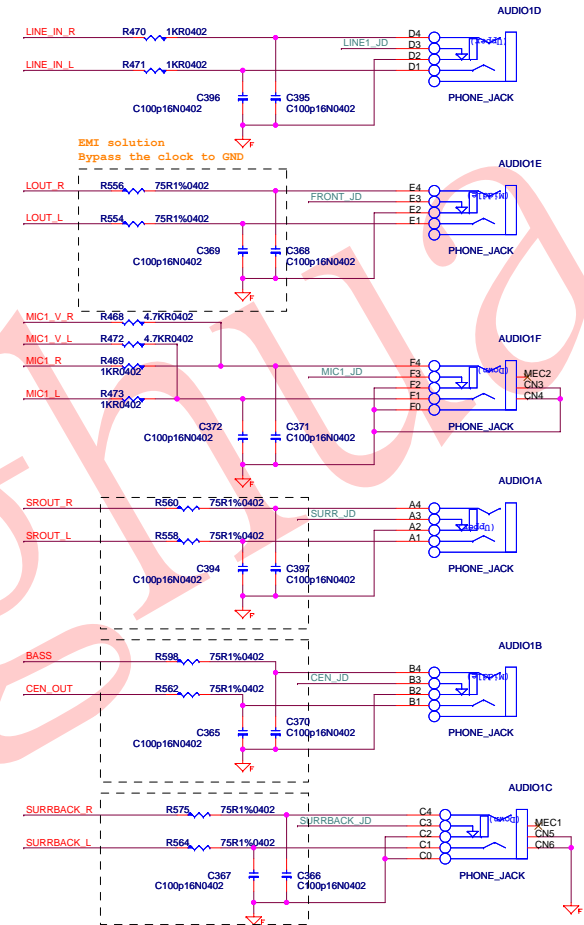 AUDIO1D
LINE_IN_R R470 1KR0402 D4
LINE1_JD D3
D2
LINE_IN_L R471 1KR0402 D1
(Upper)
C396 C395
C100p16N0402 C100p16N0402
PHONE_JACK
F
EMI solution
Bypass the clock to GND
AUDIO1E
LOUT_R R556 75R1%0402 E4
FRONT_JD E3
E2
LOUT_L R554 75R1%0402 E1
(Middle)
C369 C368
C100p16N0402 C100p16N0402
PHONE_JACK
F
MIC1_V_R R468 4.7KR0402
MIC1_V_L R472 4.7KR0402
AUDIO1F
MIC1_R R469 1KR0402 F4
MIC1_JD F3 MEC2
F2 CN3
MIC1_L R473 1KR0402 F1 CN4
F0
(Down)
C372 C371
C100p16N0402 C100p16N0402
PHONE_JACK
F
AUDIO1A
SROUT_R R560 75R1%0402 A4
SURR_JD A3
A2
SROUT_L R558 75R1%0402 A1
(Upper)
C394 C397
C100p16N0402 C100p16N0402
PHONE_JACK
F
AUDIO1B
BASS R598 75R1%0402 B4
CEN_JD B3
CEN_OUT R562 75R1%0402 B2
B1
(Middle)
C365 C370
C100p16N0402 C100p16N0402
PHONE_JACK
F
AUDIO1C
SURRBACK_R R575 75R1%0402 C4
SURRBACK_JD C3 MEC1
C2 CN5
SURRBACK_L R564 75R1%0402 C1 CN6
C0
(Down)
C367 C366
C100p16N0402 C100p16N0402
PHONE_JACK
F F